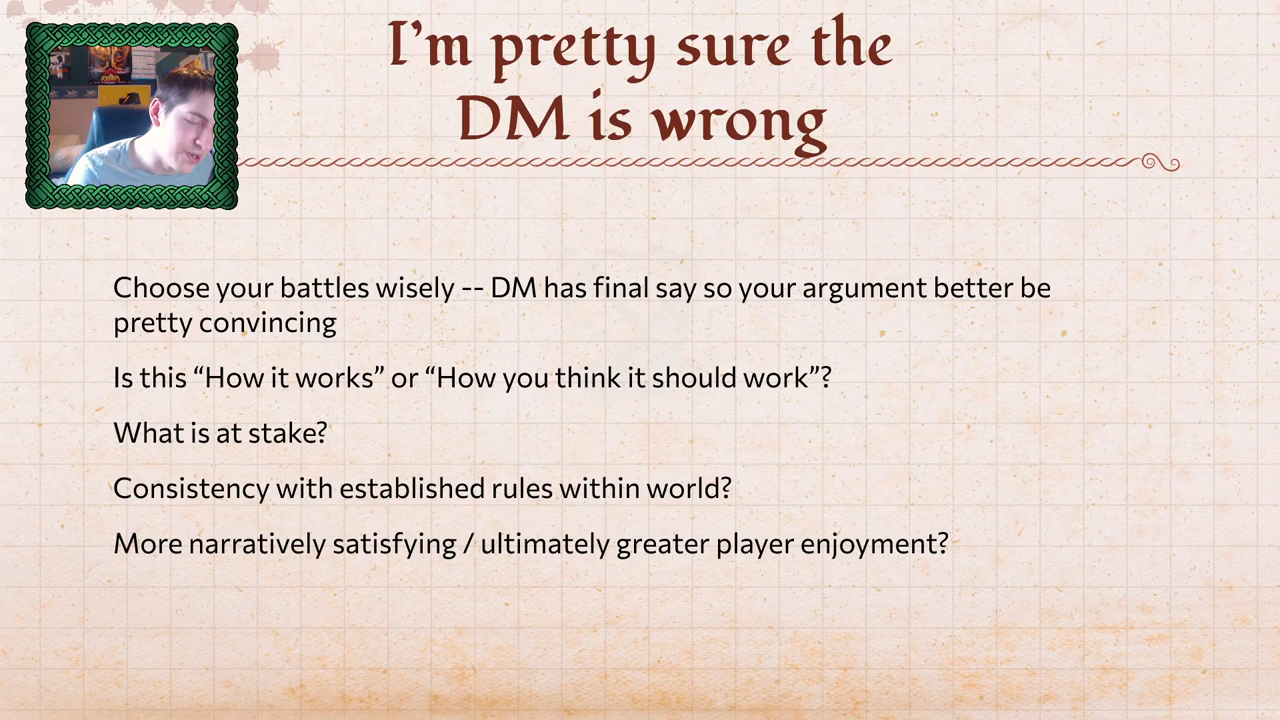 I’m pretty sure the
DM is wrong
Choose your battles wisely -- DM has final say so your argument better be
pretty convincing
Is this “How it works” or “How you think it should work”?
What is at stake?
Consistency with established rules within world?
More narratively satisfying / ultimately greater player enjoyment?